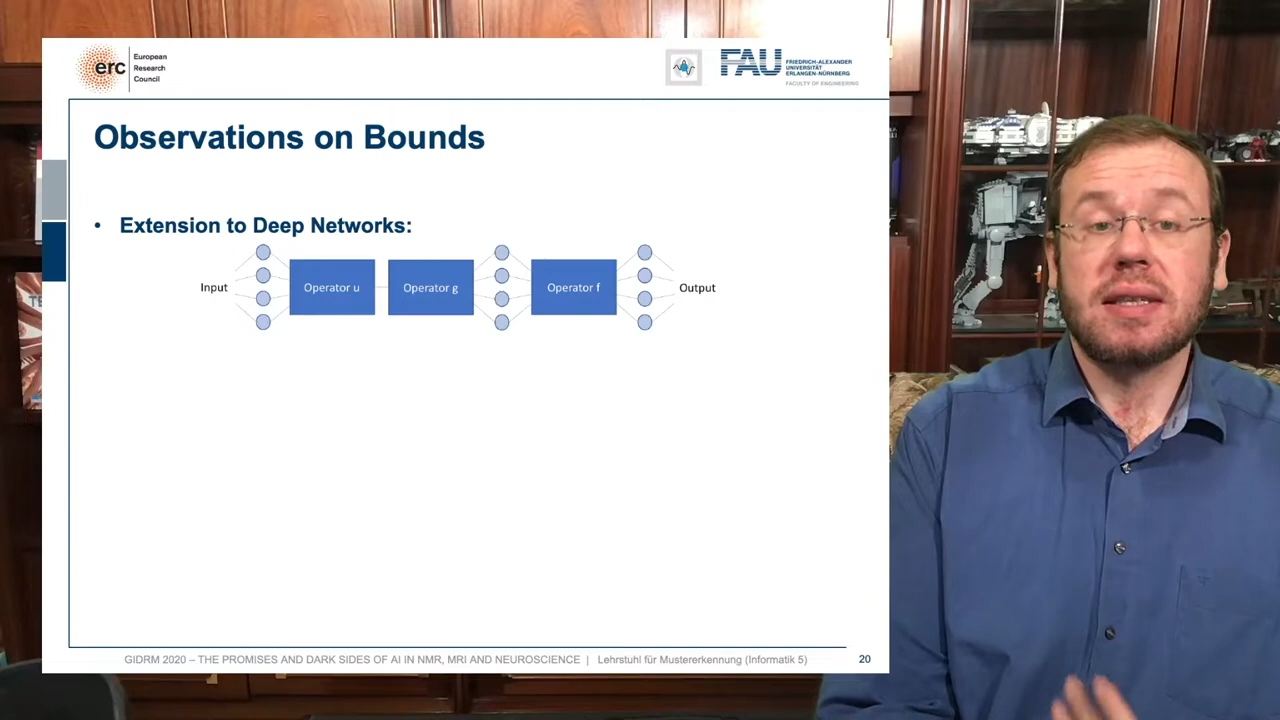 erc
European
Research
Council
FAU
FRIEDRICH-ALEXANDER
UNIVERSITÄT
ERLANGEN-NÜRNBERG
FACULTY OF ENGINEERING
Observations on Bounds
• Extension to Deep Networks:
Input Operator u Operator g Operator f Output
GIDRM 2020 – THE PROMISES AND DARK SIDES OF AI IN NMR, MRI AND NEUROSCIENCE | Lehrstuhl für Mustererkennung (Informatik 5) 20